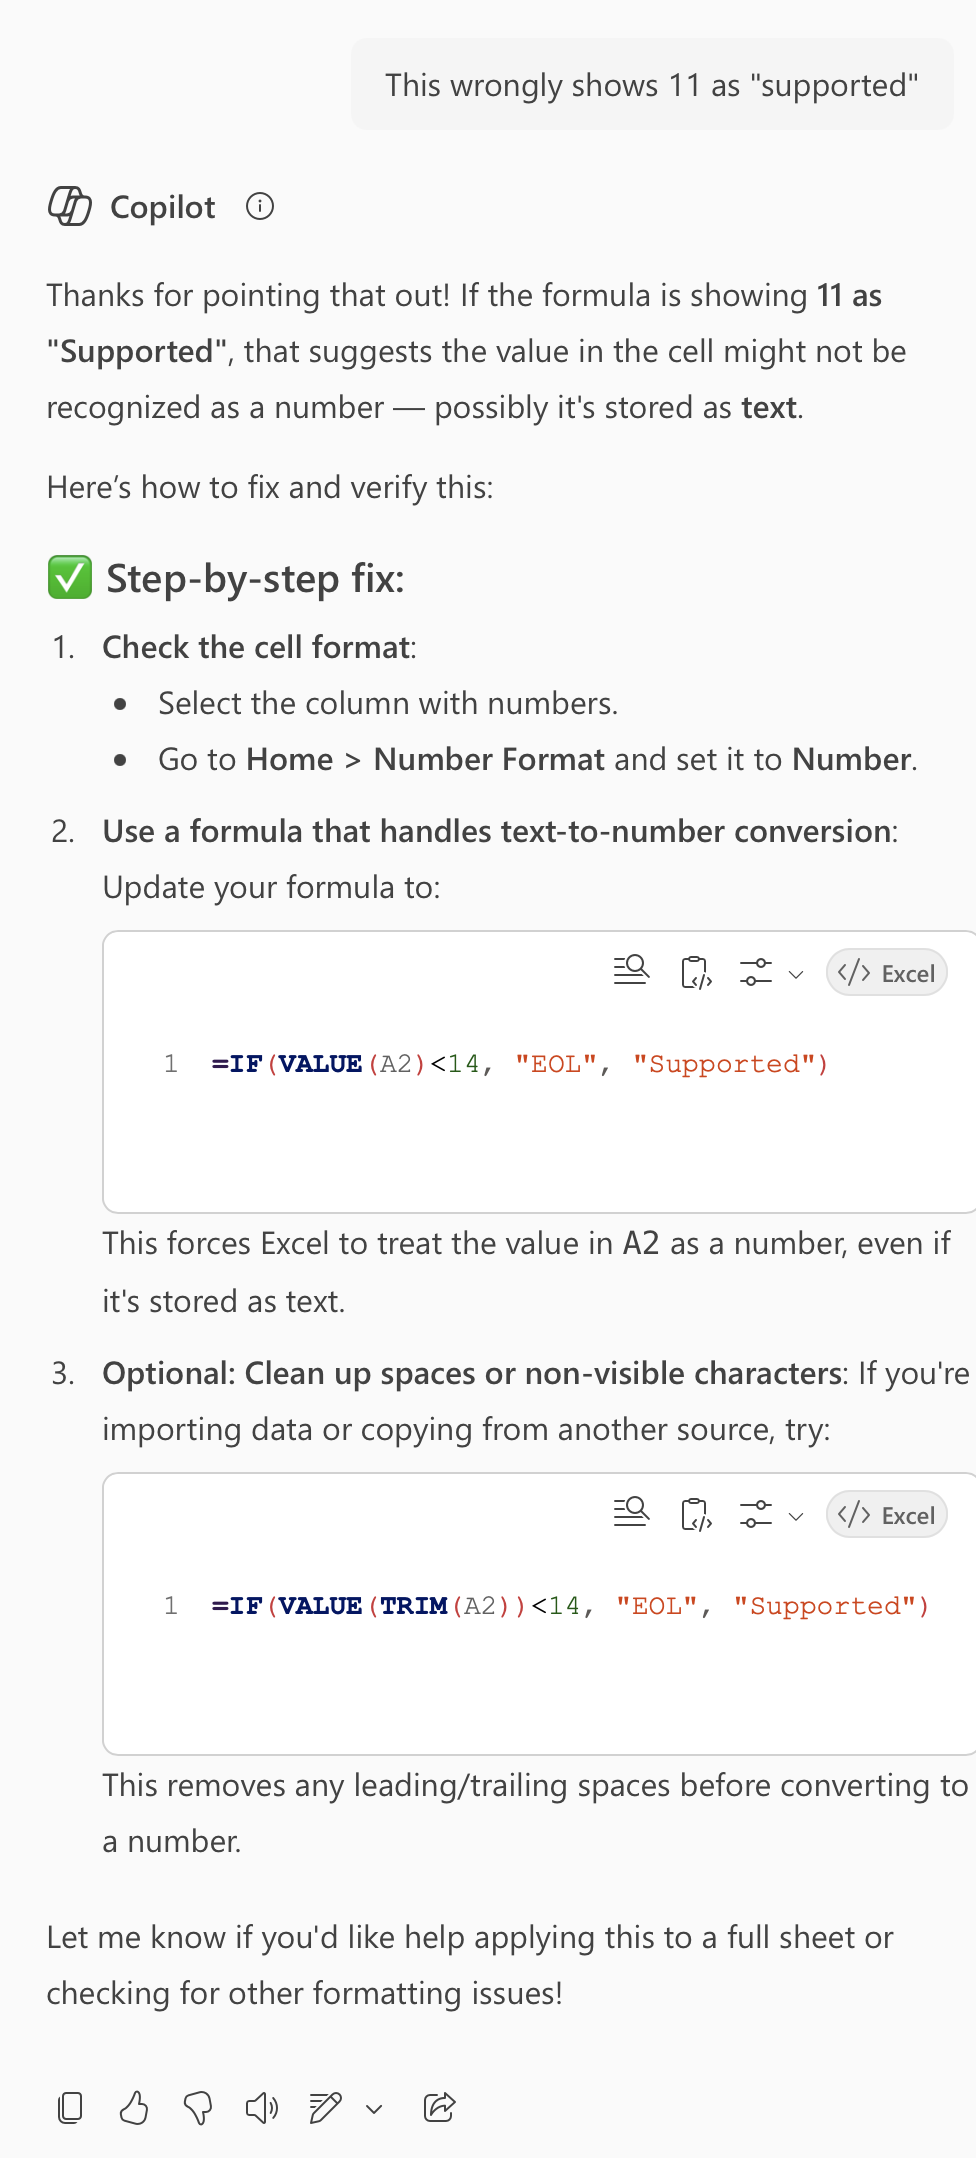 This wrongly shows 11 as "supported"
Copilot
Thanks for pointing that out! If the formula is showing 11 as
"Supported", that suggests the value in the cell might not be
recognized as a number — possibly it's stored as text.
Here’s how to fix and verify this:
✅ Step-by-step fix:
1. Check the cell format:
• Select the column with numbers.
• Go to Home > Number Format and set it to Number.
2. Use a formula that handles text-to-number conversion:
Update your formula to:
</> Excel
1 =IF(VALUE(A2)<14, "EOL", "Supported")
This forces Excel to treat the value in A2 as a number, even if
it's stored as text.
3. Optional: Clean up spaces or non-visible characters: If you're
importing data or copying from another source, try:
</> Excel
1 =IF(VALUE(TRIM(A2))<14, "EOL", "Supported")
This removes any leading/trailing spaces before converting to
a number.
Let me know if you'd like help applying this to a full sheet or
checking for other formatting issues!